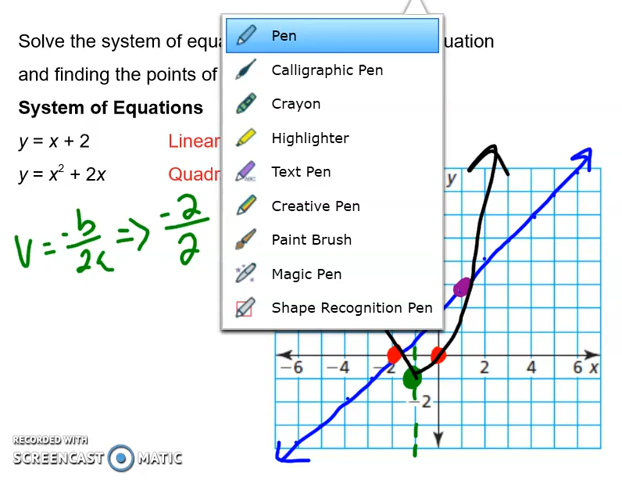 Solve the system of equa uation
and finding the points of
System of Equations
y = x + 2 Linear
y = x² + 2x Quadr
V = -b/2a => -2/2
Pen
Calligraphic Pen
Crayon
Highlighter
Text Pen
Creative Pen
Paint Brush
Magic Pen
Shape Recognition Pen
y
-6 -4 -2 2 4 6 x
-2
RECORDED WITH
SCREENCAST MATIC